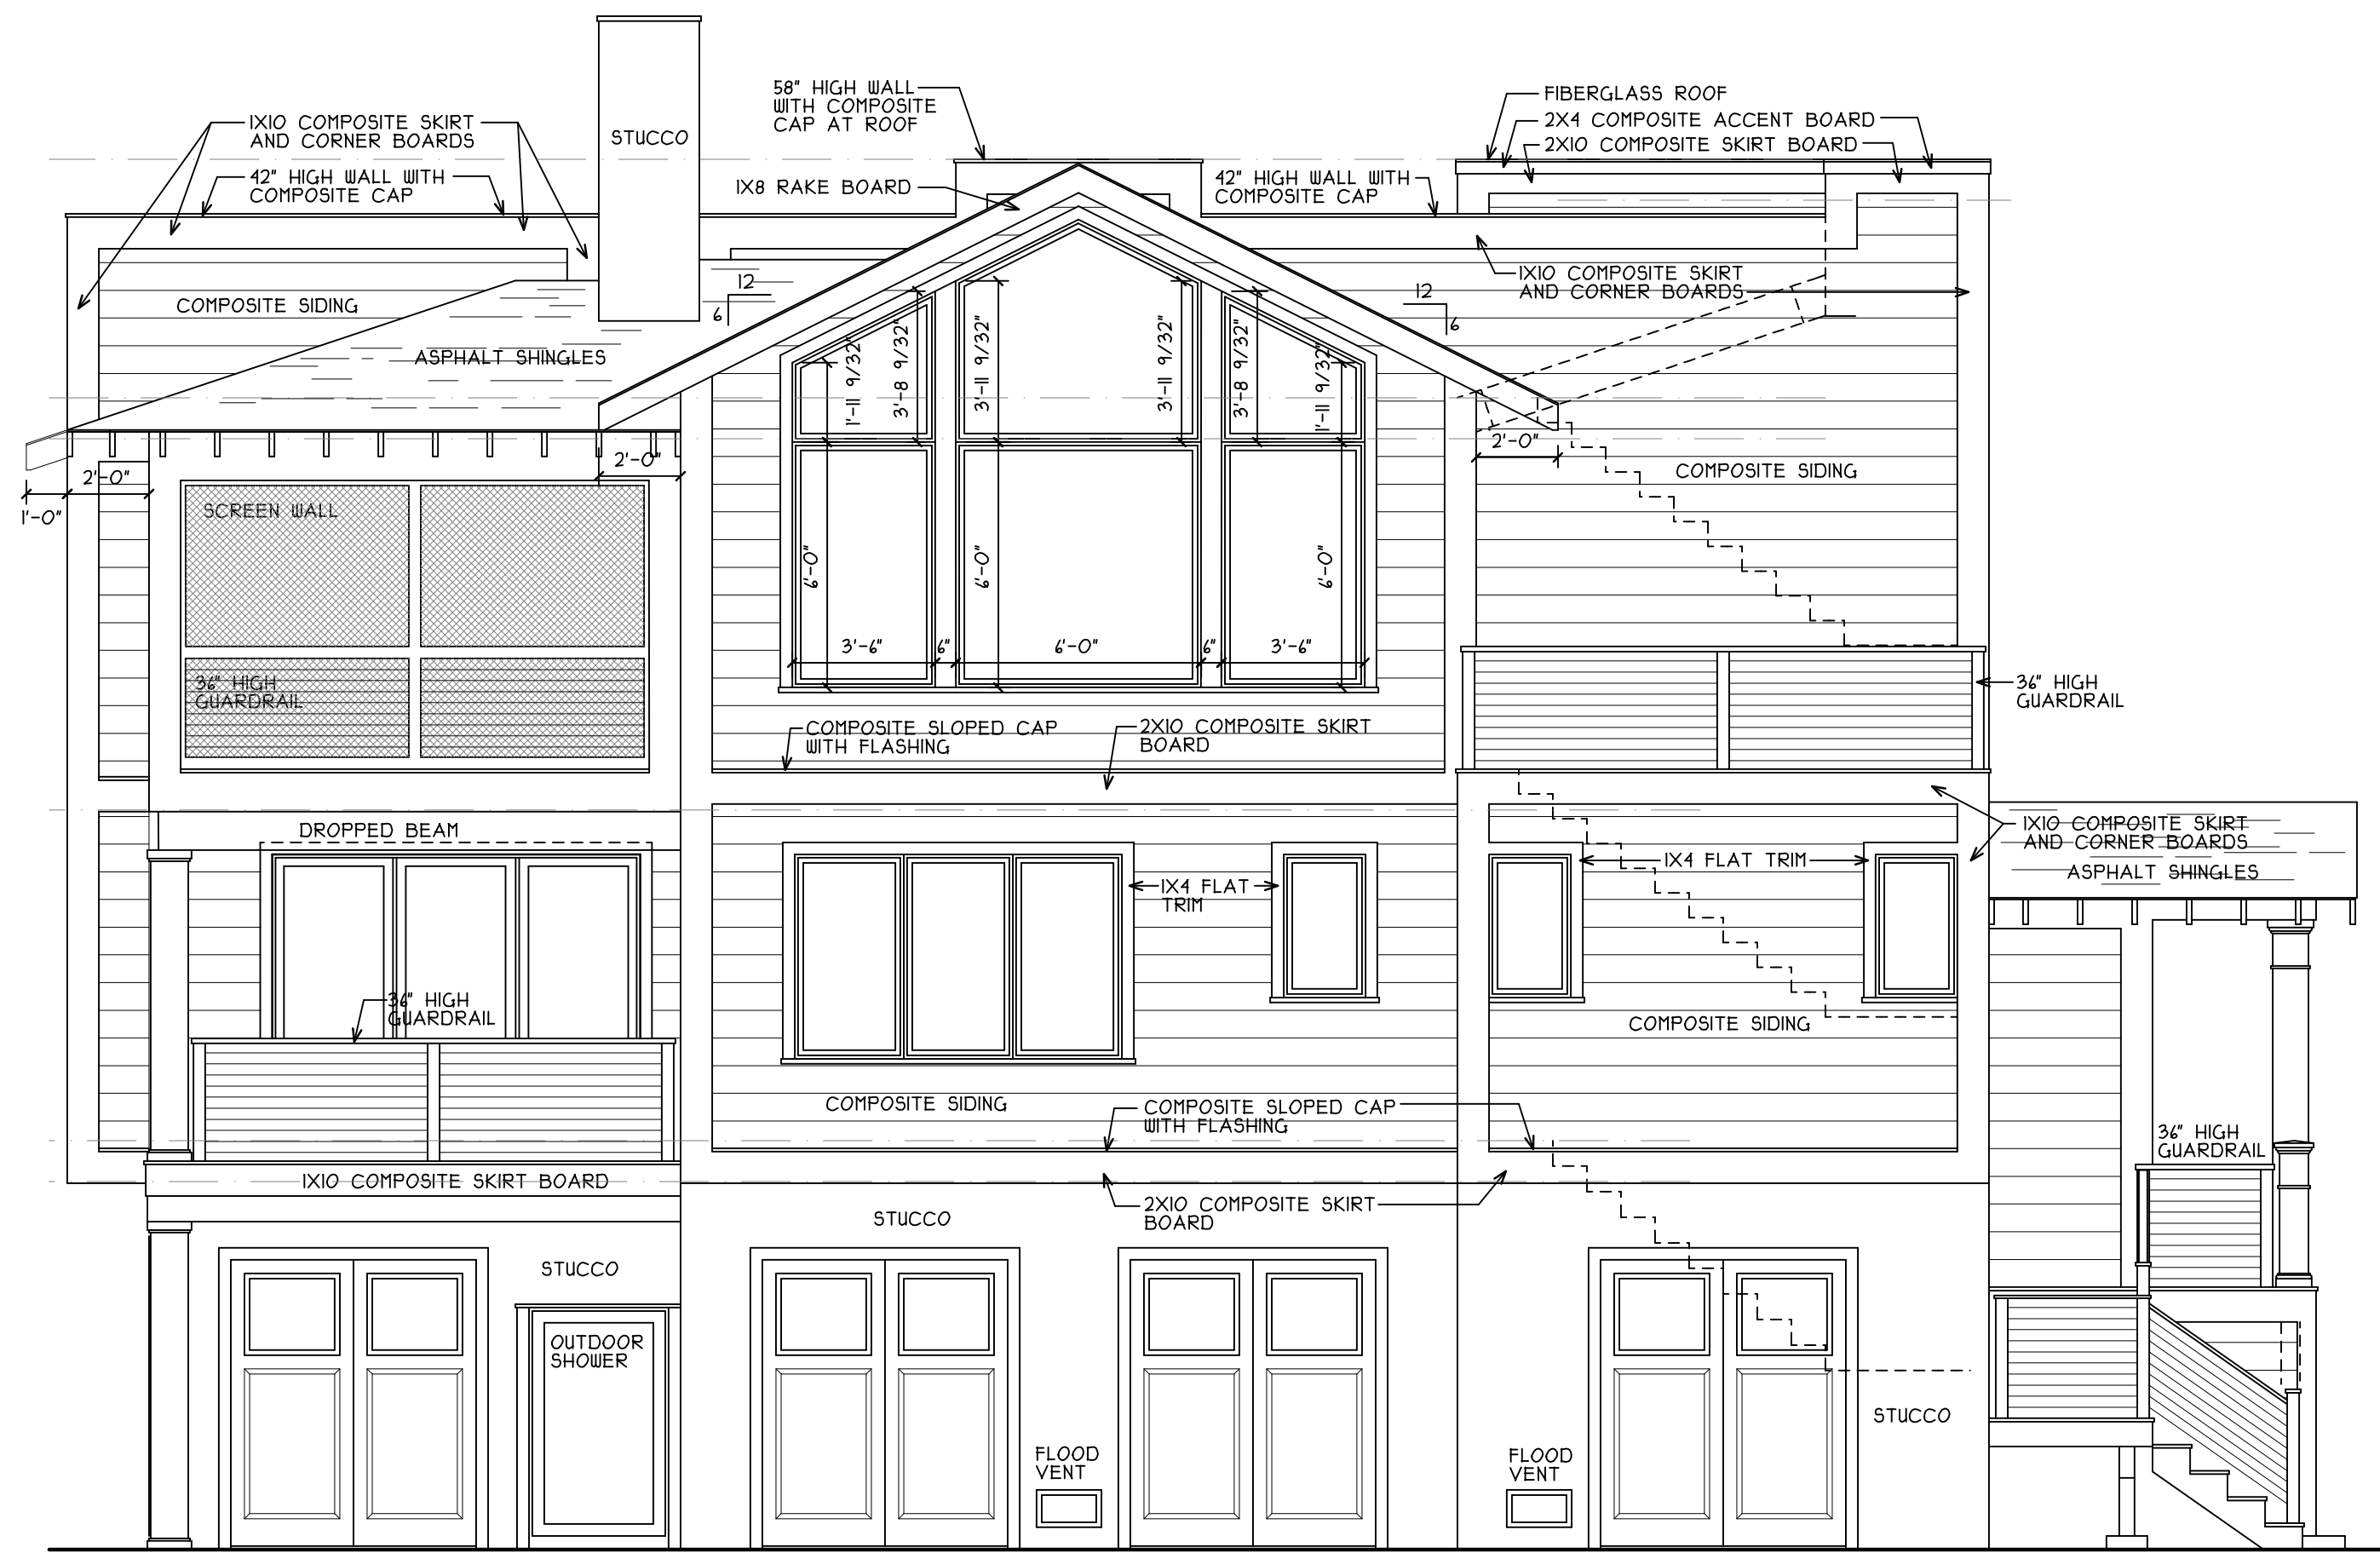 58" HIGH WALL
WITH COMPOSITE
CAP AT ROOF
FIBERGLASS ROOF
2X4 COMPOSITE ACCENT BOARD
2X10 COMPOSITE SKIRT BOARD
1X10 COMPOSITE SKIRT
AND CORNER BOARDS
STUCCO
42" HIGH WALL WITH
COMPOSITE CAP
1X8 RAKE BOARD
42" HIGH WALL WITH
COMPOSITE CAP
1X10 COMPOSITE SKIRT
AND CORNER BOARDS
12
6
12
6
COMPOSITE SIDING
ASPHALT SHINGLES
1'-11 9/32"
3'-8 9/32"
3'-11 9/32"
3'-11 9/32"
3'-8 9/32"
1'-11 9/32"
2'-0"
2'-0"
2'-0"
1'-0"
COMPOSITE SIDING
SCREEN WALL
6'-0"
6'-0"
6'-0"
3'-6"
6"
6'-0"
6"
3'-6"
36" HIGH
GUARDRAIL
36" HIGH
GUARDRAIL
COMPOSITE SLOPED CAP
WITH FLASHING
2X10 COMPOSITE SKIRT
BOARD
DROPPED BEAM
1X10 COMPOSITE SKIRT
AND CORNER BOARDS
ASPHALT SHINGLES
1X4 FLAT
TRIM
1X4 FLAT TRIM
36" HIGH
GUARDRAIL
COMPOSITE SIDING
COMPOSITE SIDING
COMPOSITE SLOPED CAP
WITH FLASHING
36" HIGH
GUARDRAIL
1X10 COMPOSITE SKIRT BOARD
2X10 COMPOSITE SKIRT
BOARD
STUCCO
STUCCO
OUTDOOR
SHOWER
STUCCO
FLOOD
VENT
FLOOD
VENT